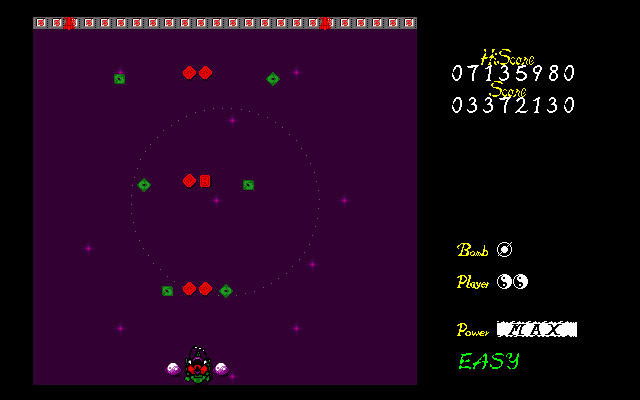 HiScore
07135980
Score
03372130
Bomb
Player
Power MAX
EASY